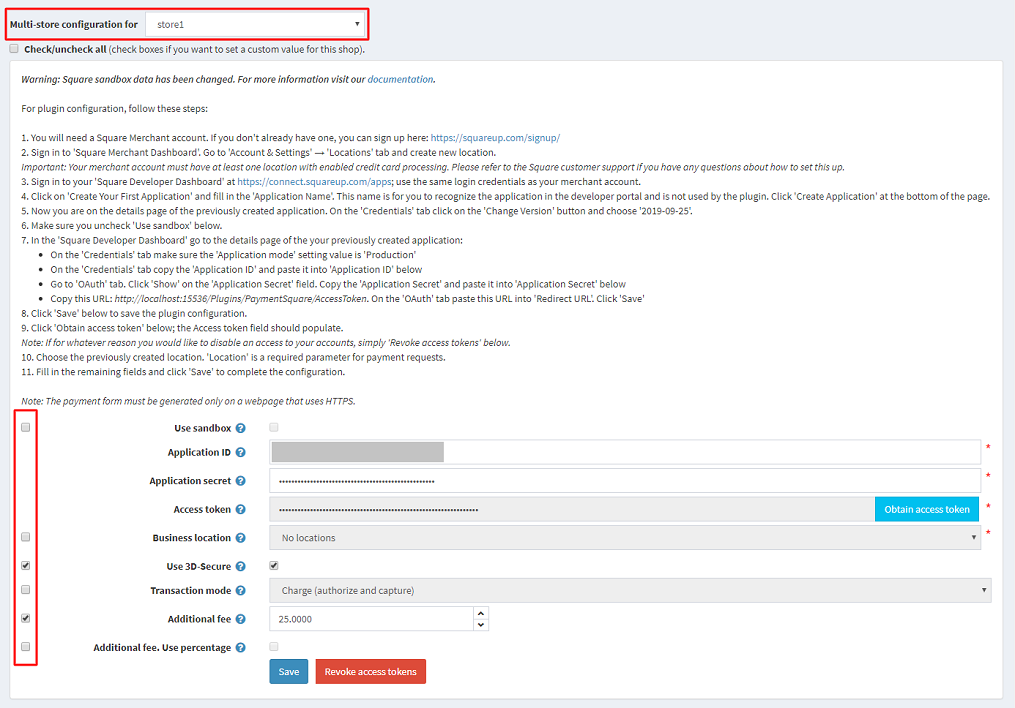 Multi-store configuration for store1
Check/uncheck all (check boxes if you want to set a custom value for this shop).
Warning: Square sandbox data has been changed. For more information visit our documentation.
For plugin configuration, follow these steps:
1. You will need a Square Merchant account. If you don't already have one, you can sign up here: https://squareup.com/signup/
2. Sign in to 'Square Merchant Dashboard'. Go to 'Account & Settings' → 'Locations' tab and create new location.
Important: Your merchant account must have at least one location with enabled credit card processing. Please refer to the Square customer support if you have any questions about how to set this up.
3. Sign in to your 'Square Developer Dashboard' at https://connect.squareup.com/apps; use the same login credentials as your merchant account.
4. Click on 'Create Your First Application' and fill in the 'Application Name'. This name is for you to recognize the application in the developer portal and is not used by the plugin. Click 'Create Application' at the bottom of the page.
5. Now you are on the details page of the previously created application. On the 'Credentials' tab click on the 'Change Version' button and choose '2019-09-25'.
6. Make sure you uncheck 'Use sandbox' below.
7. In the 'Square Developer Dashboard' go to the details page of the your previously created application:
• On the 'Credentials' tab make sure the 'Application mode' setting value is 'Production'
• On the 'Credentials' tab copy the 'Application ID' and paste it into 'Application ID' below
• Go to 'OAuth' tab. Click 'Show' on the 'Application Secret' field. Copy the 'Application Secret' and paste it into 'Application Secret' below
• Copy this URL: http://localhost:15536/Plugins/PaymentSquare/AccessToken. On the 'OAuth' tab paste this URL into 'Redirect URL'. Click 'Save'
8. Click 'Save' below to save the plugin configuration.
9. Click 'Obtain access token' below; the Access token field should populate.
Note: If for whatever reason you would like to disable an access to your accounts, simply 'Revoke access tokens' below.
10. Choose the previously created location. 'Location' is a required parameter for payment requests.
11. Fill in the remaining fields and click 'Save' to complete the configuration.
Note: The payment form must be generated only on a webpage that uses HTTPS.
Use sandbox ?
Application ID ? *
Application secret ? *
Access token ? Obtain access token *
Business location ? No locations *
Use 3D-Secure ?
Transaction mode ? Charge (authorize and capture)
Additional fee ? 25.0000
Additional fee. Use percentage ?
Save Revoke access tokens